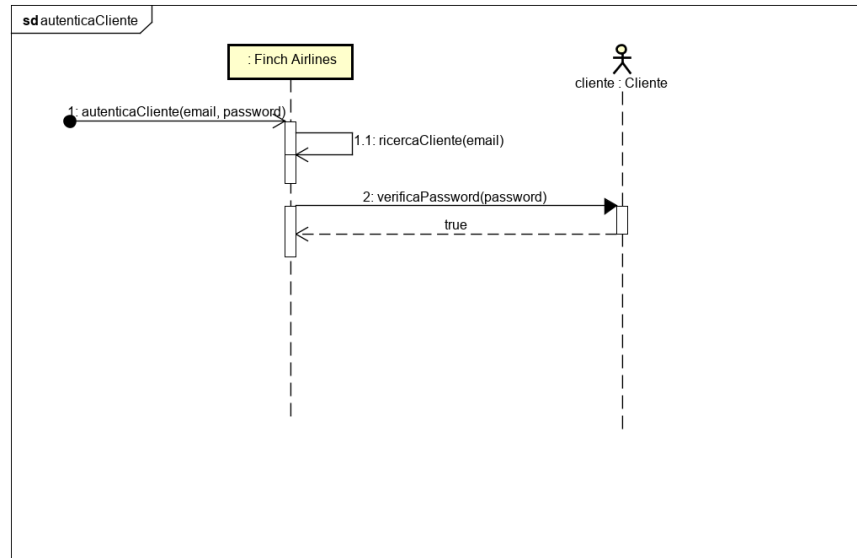 sd autenticaCliente
: Finch Airlines
cliente : Cliente
1: autenticaCliente(email, password)
1.1: ricercaCliente(email)
2: verificaPassword(password)
true